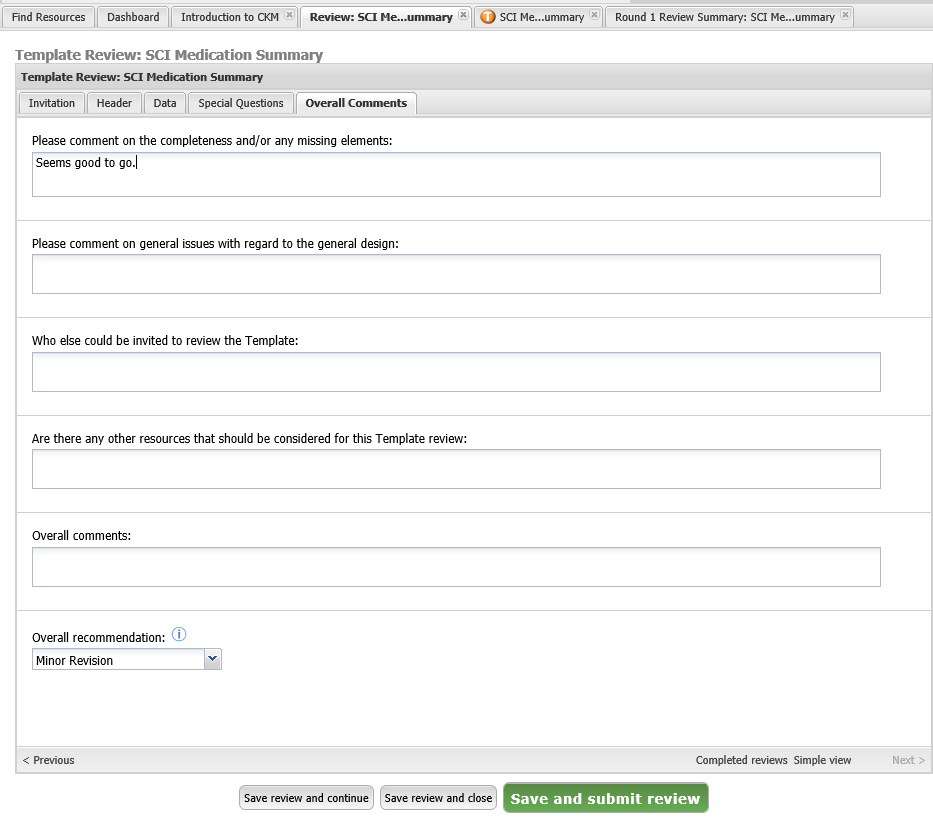 Find Resources Dashboard Introduction to CKM Review: SCI Me...ummary T SCI Me...ummary Round 1 Review Summary: SCI Me...ummary
Template Review: SCI Medication Summary
Template Review: SCI Medication Summary
Invitation Header Data Special Questions Overall Comments
Please comment on the completeness and/or any missing elements:
Seems good to go.
Please comment on general issues with regard to the general design:
Who else could be invited to review the Template:
Are there any other resources that should be considered for this Template review:
Overall comments:
Overall recommendation: i
Minor Revision
< Previous Completed reviews Simple view Next >
Save review and continue Save review and close Save and submit review